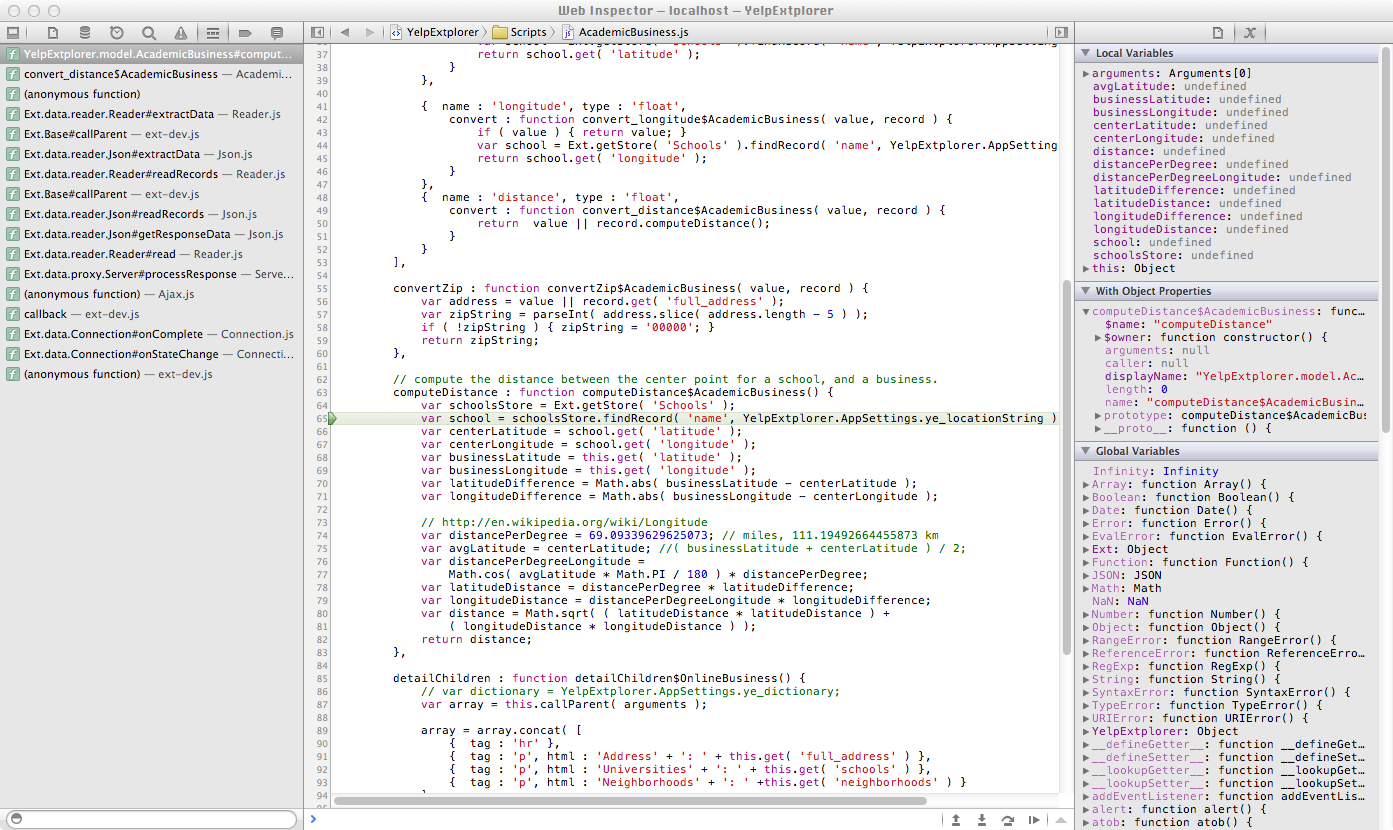 Web Inspector — localhost — YelpExtplorer
YelpExtplorer
Scripts
AcademicBusiness.js
YelpExtplorer.model.AcademicBusiness#comput…
convert_distance$AcademicBusiness — Academi…
(anonymous function)
Ext.data.reader.Reader#extractData — Reader.js
Ext.Base#callParent — ext-dev.js
Ext.data.reader.Json#extractData — Json.js
Ext.data.reader.Reader#readRecords — Reader.js
Ext.Base#callParent — ext-dev.js
Ext.data.reader.Json#readRecords — Json.js
Ext.data.reader.Json#getResponseData — Json.js
Ext.data.reader.Reader#read — Reader.js
Ext.data.proxy.Server#processResponse — Serve…
(anonymous function) — Ajax.js
callback — ext-dev.js
Ext.data.Connection#onComplete — Connection.js
Ext.data.Connection#onStateChange — Connecti…
(anonymous function) — ext-dev.js
37 return school.get( 'latitude' );
38 }
39 },
40
41 { name : 'longitude', type : 'float',
42 convert : function convert_longitude$AcademicBusiness( value, record ) {
43 if ( value ) { return value; }
44 var school = Ext.getStore( 'Schools' ).findRecord( 'name', YelpExtplorer.AppSetting
45 return school.get( 'longitude' );
46 }
47 },
48 { name : 'distance', type : 'float',
49 convert : function convert_distance$AcademicBusiness( value, record ) {
50 return value || record.computeDistance();
51 }
52 }
53 ],
54
55 convertZip : function convertZip$AcademicBusiness( value, record ) {
56 var address = value || record.get( 'full_address' );
57 var zipString = parseInt( address.slice( address.length - 5 ) );
58 if ( !zipString ) { zipString = '00000'; }
59 return zipString;
60 },
61
62 // compute the distance between the center point for a school, and a business.
63 computeDistance : function computeDistance$AcademicBusiness() {
64 var schoolsStore = Ext.getStore( 'Schools' );
65 var school = schoolsStore.findRecord( 'name', YelpExtplorer.AppSettings.ye_locationString )
66 var centerLatitude = school.get( 'latitude' );
67 var centerLongitude = school.get( 'longitude' );
68 var businessLatitude = this.get( 'latitude' );
69 var businessLongitude = this.get( 'longitude' );
70 var latitudeDifference = Math.abs( businessLatitude - centerLatitude );
71 var longitudeDifference = Math.abs( businessLongitude - centerLongitude );
72
73 // http://en.wikipedia.org/wiki/Longitude
74 var distancePerDegree = 69.09339629625073; // miles, 111.19492664455873 km
75 var avgLatitude = centerLatitude; //( businessLatitude + centerLatitude ) / 2;
76 var distancePerDegreeLongitude =
77 Math.cos( avgLatitude * Math.PI / 180 ) * distancePerDegree;
78 var latitudeDistance = distancePerDegree * latitudeDifference;
79 var longitudeDistance = distancePerDegreeLongitude * longitudeDifference;
80 var distance = Math.sqrt( ( latitudeDistance * latitudeDistance ) +
81 ( longitudeDistance * longitudeDistance ) );
82 return distance;
83 },
84
85 detailChildren : function detailChildren$OnlineBusiness() {
86 // var dictionary = YelpExtplorer.AppSettings.ye_dictionary;
87 var array = this.callParent( arguments );
88
89 array = array.concat( [
90 { tag : 'hr' },
91 { tag : 'p', html : 'Address' + ': ' + this.get( 'full_address' ) },
92 { tag : 'p', html : 'Universities' + ': ' + this.get( 'schools' ) },
93 { tag : 'p', html : 'Neighborhoods' + ': ' +this.get( 'neighborhoods' ) }
94
Local Variables
arguments: Arguments[0]
avgLatitude: undefined
businessLatitude: undefined
businessLongitude: undefined
centerLatitude: undefined
centerLongitude: undefined
distance: undefined
distancePerDegree: undefined
distancePerDegreeLongitude: undefined
latitudeDifference: undefined
latitudeDistance: undefined
longitudeDifference: undefined
longitudeDistance: undefined
school: undefined
schoolsStore: undefined
this: Object
With Object Properties
computeDistance$AcademicBusiness: func…
$name: "computeDistance"
$owner: function constructor() {
arguments: null
caller: null
displayName: "YelpExtplorer.model.Ac…
length: 0
name: "computeDistance$AcademicBusin…
prototype: computeDistance$AcademicBus
__proto__: function () {
Global Variables
Infinity: Infinity
Array: function Array() {
Boolean: function Boolean() {
Date: function Date() {
Error: function Error() {
EvalError: function EvalError() {
Ext: Object
Function: function Function() {
JSON: JSON
Math: Math
NaN: NaN
Number: function Number() {
Object: function Object() {
RangeError: function RangeError() {
ReferenceError: function ReferenceErro…
RegExp: function RegExp() {
String: function String() {
SyntaxError: function SyntaxError() {
TypeError: function TypeError() {
URIError: function URIError() {
YelpExtplorer: Object
__defineGetter__: function __defineGet…
__defineSetter__: function __defineSet…
__lookupGetter__: function __lookupGet…
__lookupSetter__: function __lookupSet…
addEventListener: function addEventLis…
alert: function alert() {
atob: function atob() {